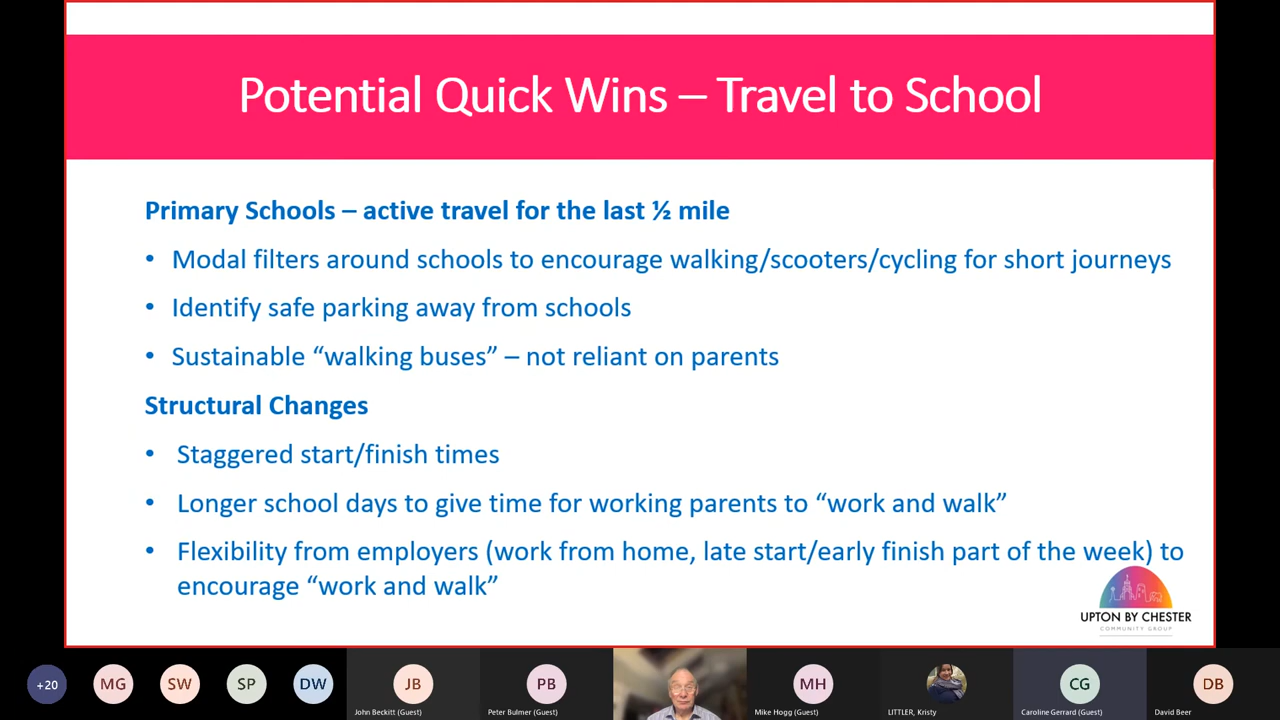 Potential Quick Wins – Travel to School
Primary Schools – active travel for the last ½ mile
• Modal filters around schools to encourage walking/scooters/cycling for short journeys
• Identify safe parking away from schools
• Sustainable “walking buses” – not reliant on parents
Structural Changes
• Staggered start/finish times
• Longer school days to give time for working parents to “work and walk”
• Flexibility from employers (work from home, late start/early finish part of the week) to
encourage “work and walk”
UPTON BY CHESTER
COMMUNITY GROUP
+20
MG
SW
SP
DW
JB
John Beckitt (Guest)
PB
Peter Bulmer (Guest)
MH
Mike Hogg (Guest)
LITTLER, Kristy
CG
Caroline Gerrard (Guest)
DB
David Beer